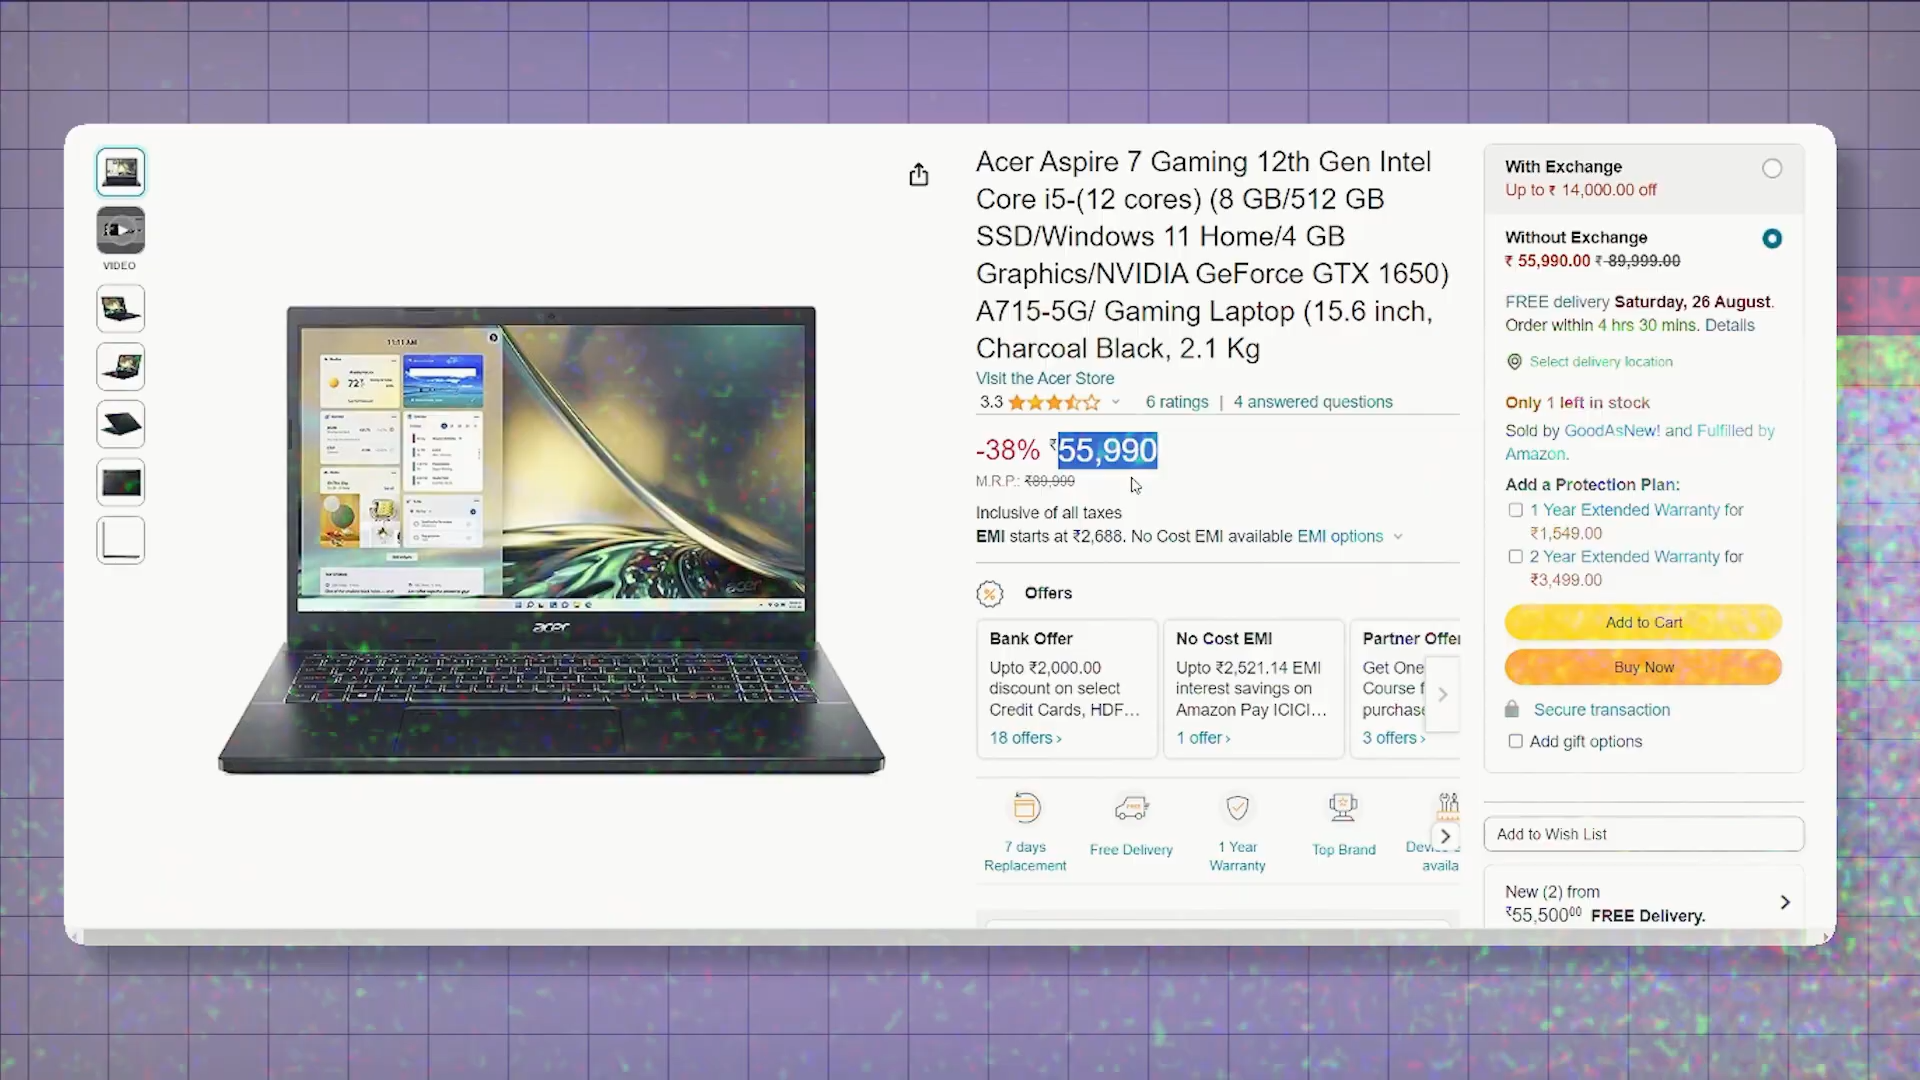 VIDEO
11:11 AM
acer
acer
Acer Aspire 7 Gaming 12th Gen Intel
Core i5-(12 cores) (8 GB/512 GB
SSD/Windows 11 Home/4 GB
Graphics/NVIDIA GeForce GTX 1650)
A715-5G/ Gaming Laptop (15.6 inch,
Charcoal Black, 2.1 Kg
Visit the Acer Store
3.3 6 ratings | 4 answered questions
-38% ₹55,990
M.R.P.: ₹89,999
Inclusive of all taxes
EMI starts at ₹2,688. No Cost EMI available EMI options
Offers
Bank Offer
Upto ₹2,000.00
discount on select
Credit Cards, HDF...
18 offers ›
No Cost EMI
Upto ₹2,521.14 EMI
interest savings on
Amazon Pay ICICI...
1 offer ›
Partner Offer
Get One
Course f
purchase
3 offers ›
7 days
Replacement
Free Delivery
1 Year
Warranty
Top Brand
availa
With Exchange
Up to ₹ 14,000.00 off
Without Exchange
₹ 55,990.00 ₹ 89,999.00
FREE delivery Saturday, 26 August.
Order within 4 hrs 30 mins. Details
Select delivery location
Only 1 left in stock
Sold by GoodAsNew! and Fulfilled by
Amazon.
Add a Protection Plan:
1 Year Extended Warranty for
₹1,549.00
2 Year Extended Warranty for
₹3,499.00
Add to Cart
Buy Now
Secure transaction
Add gift options
Add to Wish List
New (2) from
₹55,500⁰⁰ FREE Delivery.